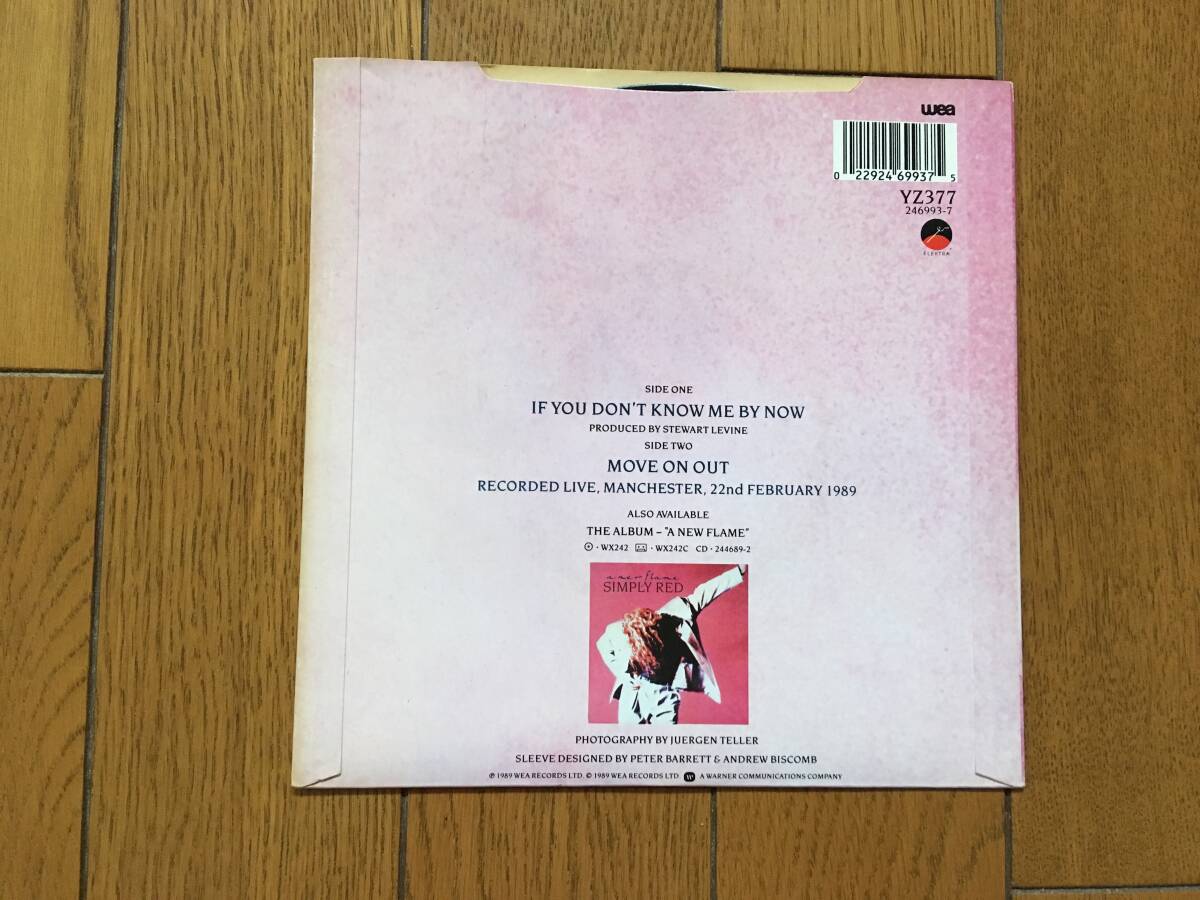 wea
0 22924 69937 5
YZ377
246993-7
ELEKTRA
SIDE ONE
IF YOU DON'T KNOW ME BY NOW
PRODUCED BY STEWART LEVINE
SIDE TWO
MOVE ON OUT
RECORDED LIVE, MANCHESTER, 22nd FEBRUARY 1989
ALSO AVAILABLE
THE ALBUM – "A NEW FLAME"
· WX242 · WX242C CD · 244689-2
a new flame
SIMPLY RED
PHOTOGRAPHY BY JUERGEN TELLER
SLEEVE DESIGNED BY PETER BARRETT & ANDREW BISCOMB
℗ 1989 WEA RECORDS LTD. © 1989 WEA RECORDS LTD A WARNER COMMUNICATIONS COMPANY